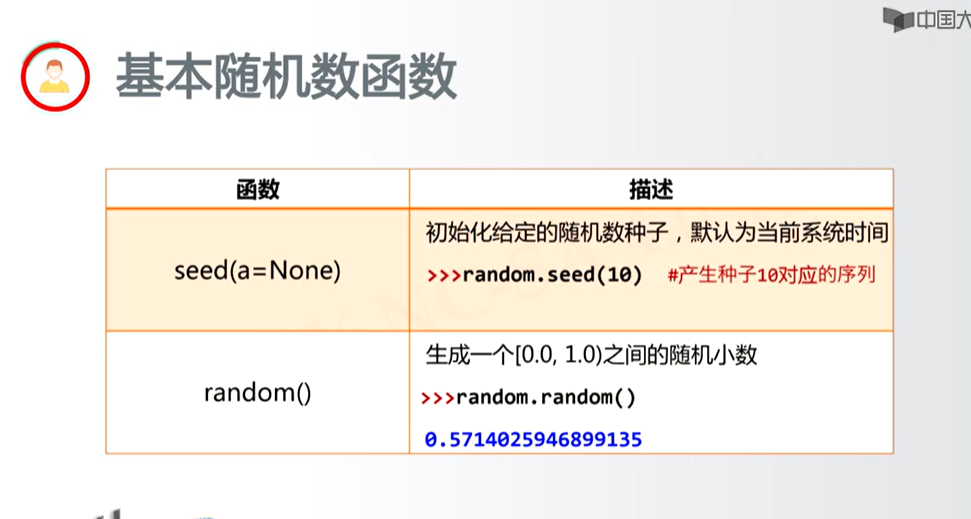 中国大
基本随机数函数
函数 描述
初始化给定的随机数种子，默认为当前系统时间
seed(a=None) >>>random.seed(10) #产生种子10对应的序列
生成一个[0.0, 1.0)之间的随机小数
random() >>>random.random()
0.5714025946899135